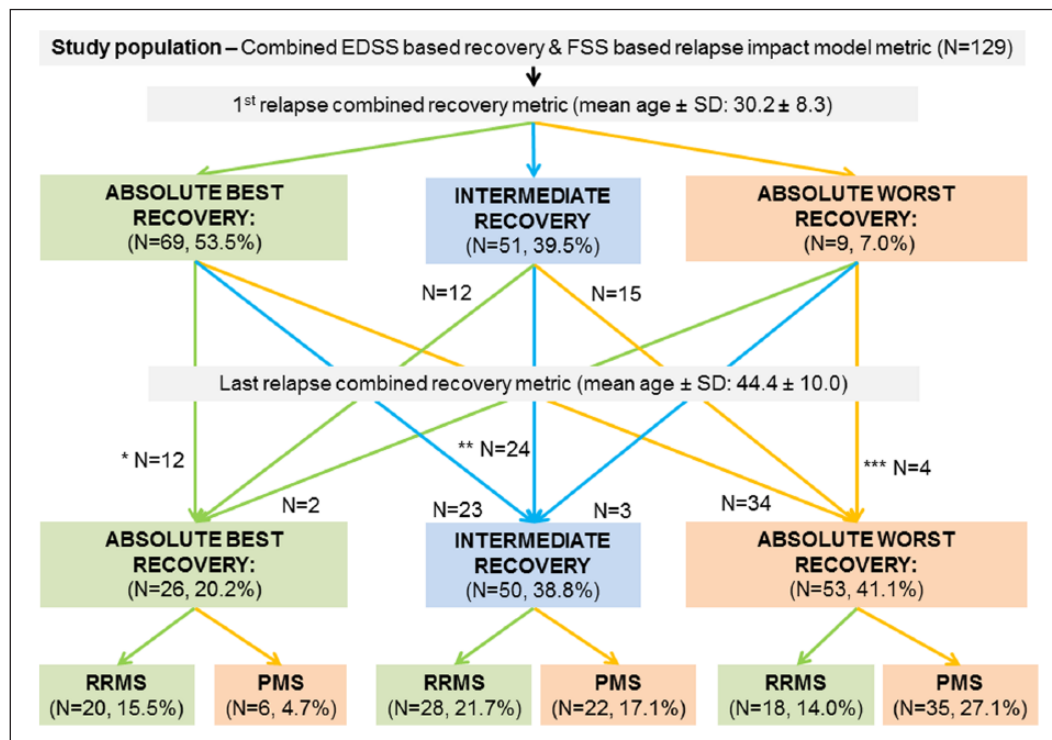 Study population – Combined EDSS based recovery & FSS based relapse impact model metric (N=129)
1st relapse combined recovery metric (mean age ± SD: 30.2 ± 8.3)
ABSOLUTE BEST
RECOVERY:
(N=69, 53.5%)
INTERMEDIATE
RECOVERY
(N=51, 39.5%)
ABSOLUTE WORST
RECOVERY:
(N=9, 7.0%)
N=12
N=15
Last relapse combined recovery metric (mean age ± SD: 44.4 ± 10.0)
* N=12
** N=24
*** N=4
N=2
N=23
N=3
N=34
ABSOLUTE BEST
RECOVERY:
(N=26, 20.2%)
INTERMEDIATE
RECOVERY
(N=50, 38.8%)
ABSOLUTE WORST
RECOVERY:
(N=53, 41.1%)
RRMS
(N=20, 15.5%)
PMS
(N=6, 4.7%)
RRMS
(N=28, 21.7%)
PMS
(N=22, 17.1%)
RRMS
(N=18, 14.0%)
PMS
(N=35, 27.1%)